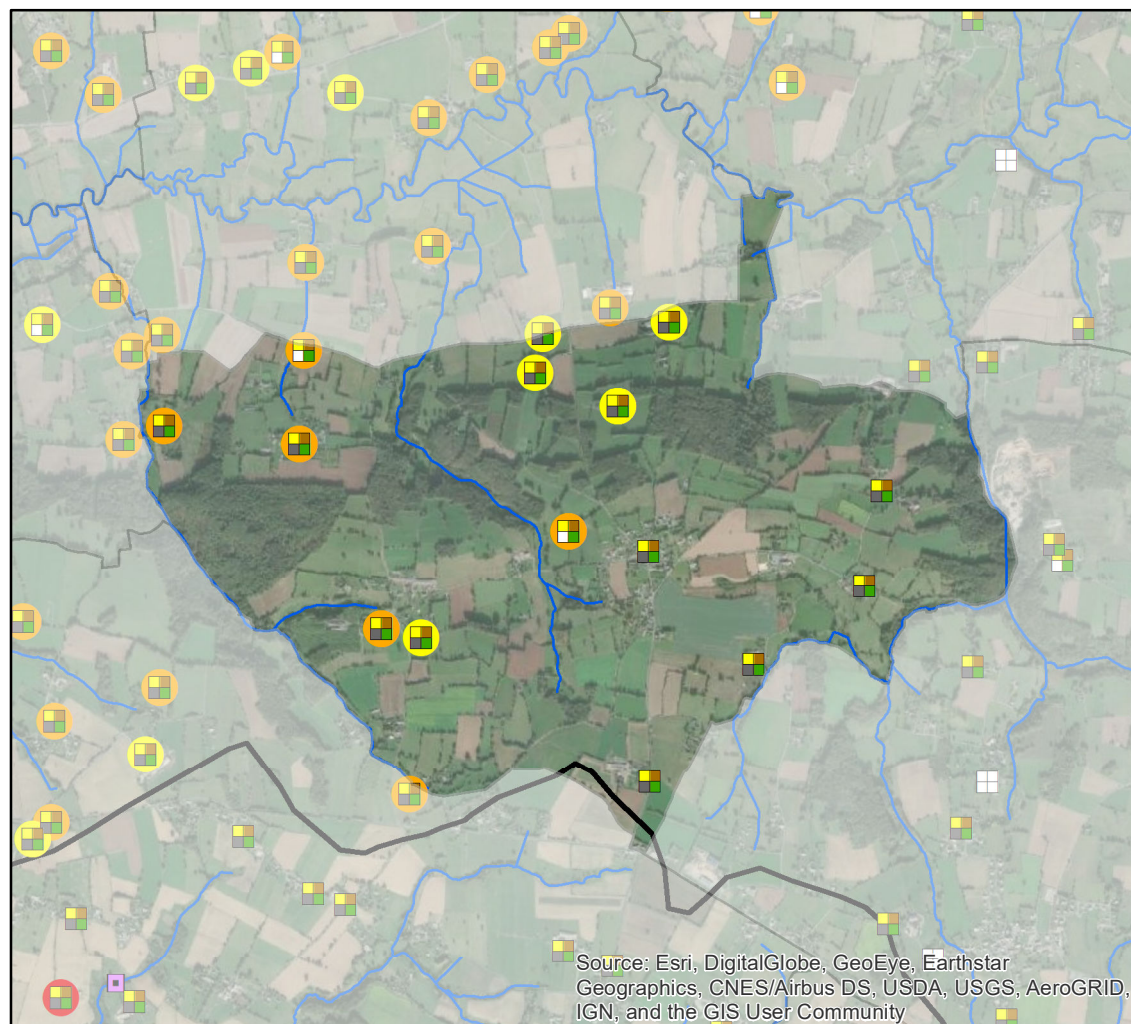 Source: Esri, DigitalGlobe, GeoEye, Earthstar
Geographics, CNES/Airbus DS, USDA, USGS, AeroGRID,
IGN, and the GIS User Community